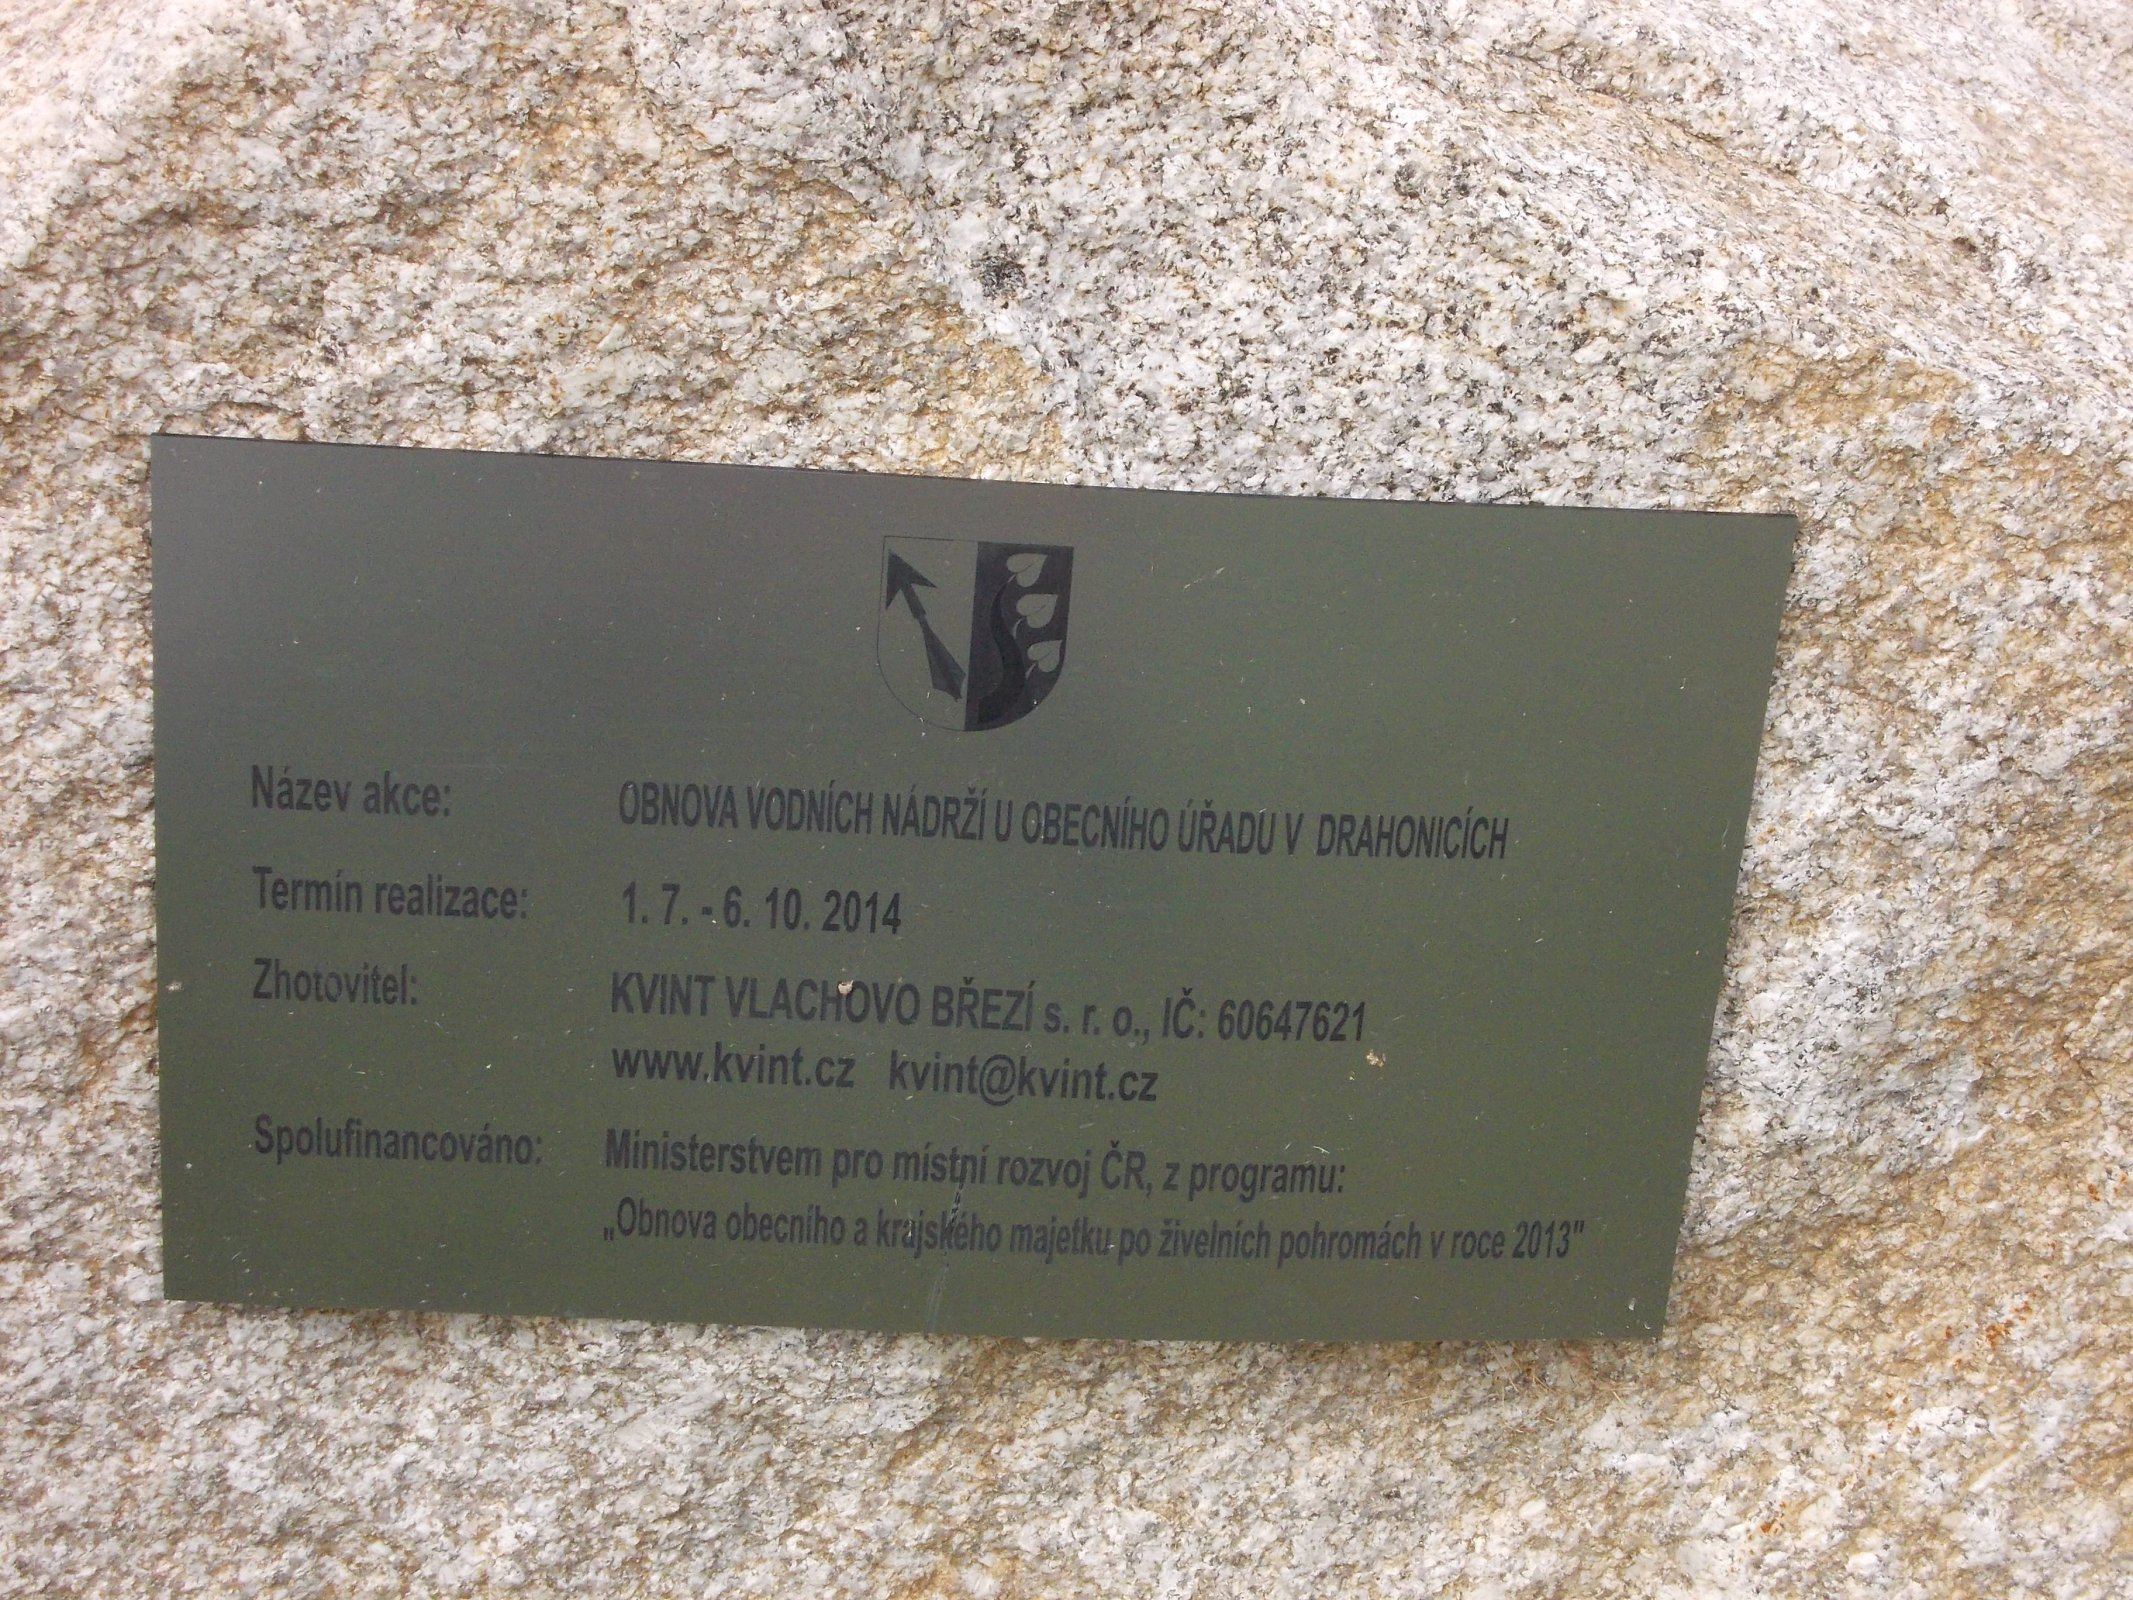 Název akce: OBNOVA VODNÍCH NÁDRŽÍ U OBECNÍHO ÚŘADU V DRAHONICÍCH
Termín realizace: 1. 7. - 6. 10. 2014
Zhotovitel: KVINT VLACHOVO BŘEZÍ s. r. o., IČ: 60647621
www.kvint.cz kvint@kvint.cz
Spolufinancováno: Ministerstvem pro místní rozvoj ČR, z programu:
„Obnova obecního a krajského majetku po živelních pohromách v roce 2013"